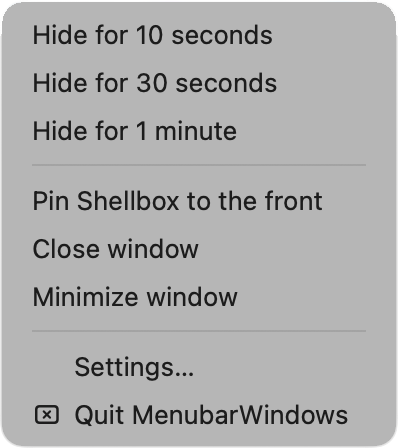 Hide for 10 seconds
Hide for 30 seconds
Hide for 1 minute
Pin Shellbox to the front
Close window
Minimize window
Settings...
Quit MenubarWindows